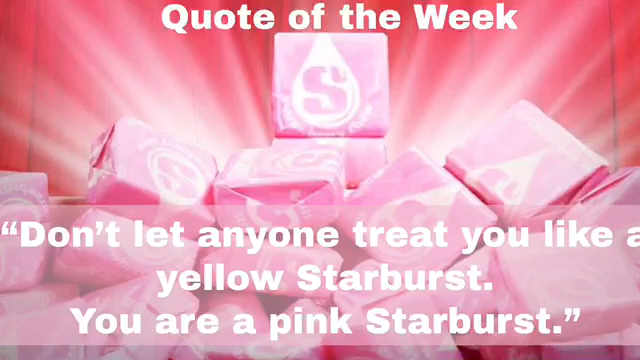 Quote of the Week
S
“Don’t let anyone treat you like a
yellow Starburst.
You are a pink Starburst.”